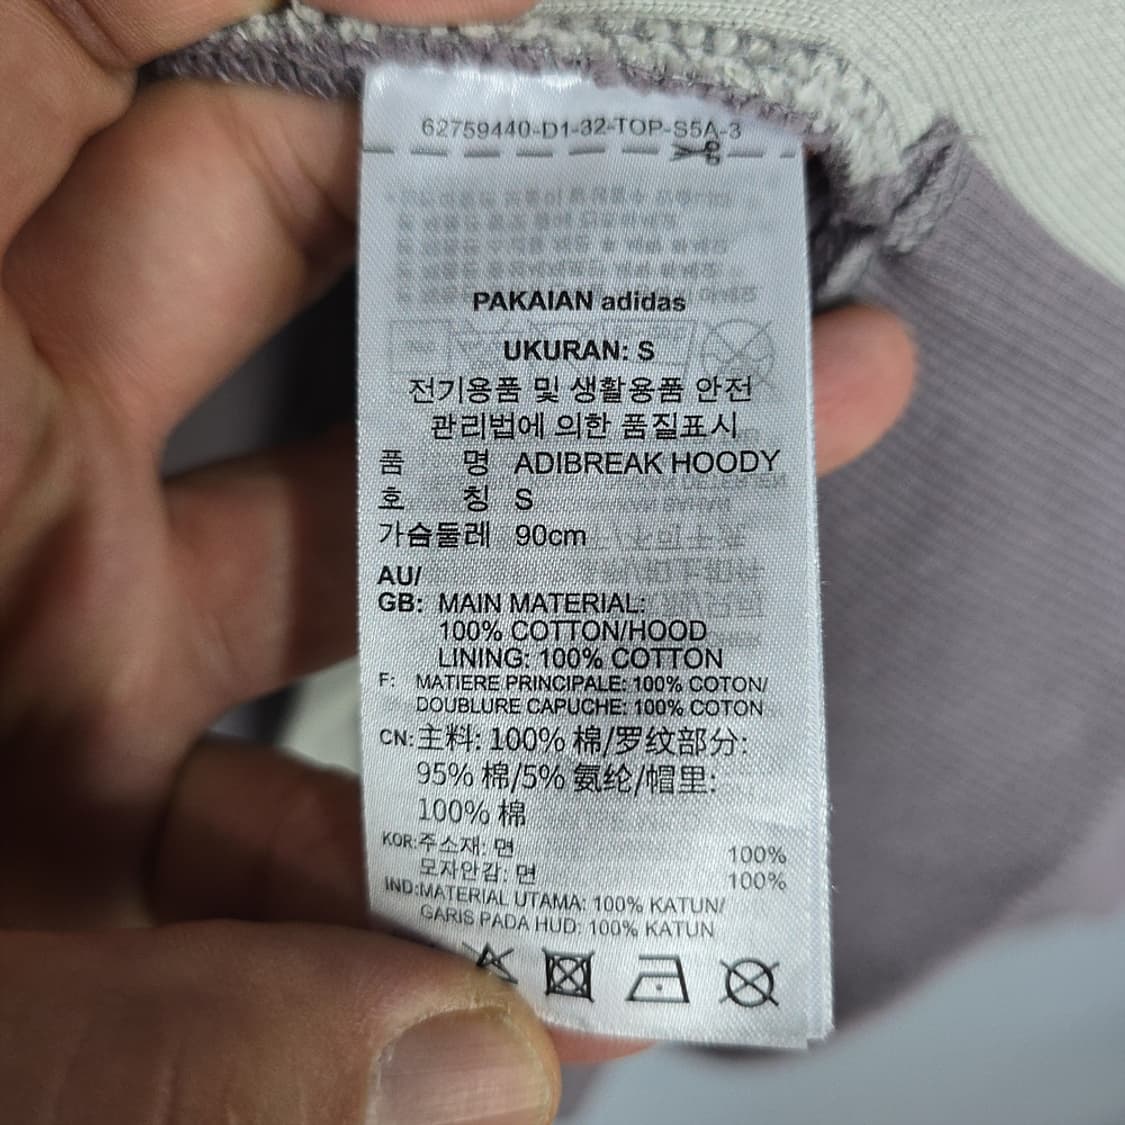 62759440-D1-32-TOP-S5A-3
PAKAIAN adidas
UKURAN: S
전기용품 및 생활용품 안전
관리법에 의한 품질표시
품 명 ADIBREAK HOODY
호 칭 S
가슴둘레 90cm
AU/
GB: MAIN MATERIAL:
100% COTTON/HOOD
LINING: 100% COTTON
F: MATIERE PRINCIPALE: 100% COTON/
DOUBLURE CAPUCHE: 100% COTON
CN: 主料: 100% 棉/罗纹部分:
95% 棉/5% 氨纶/帽里:
100% 棉
KOR: 주소재: 면 100%
모자안감: 면 100%
IND: MATERIAL UTAMA: 100% KATUN/
GARIS PADA HUD: 100% KATUN